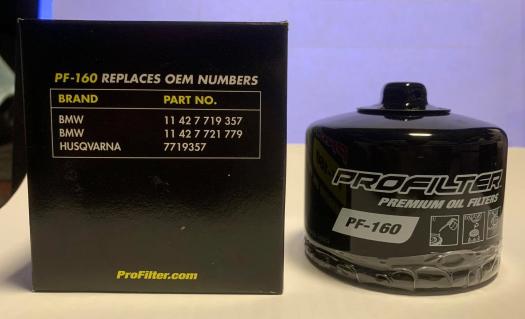 PF-160 REPLACES OEM NUMBERS
BRAND PART NO.
BMW 11 42 7 719 357
BMW 11 42 7 721 779
HUSQVARNA 7719357
ProFilter.com
PROFILTER
PREMIUM OIL FILTERS
PF-160